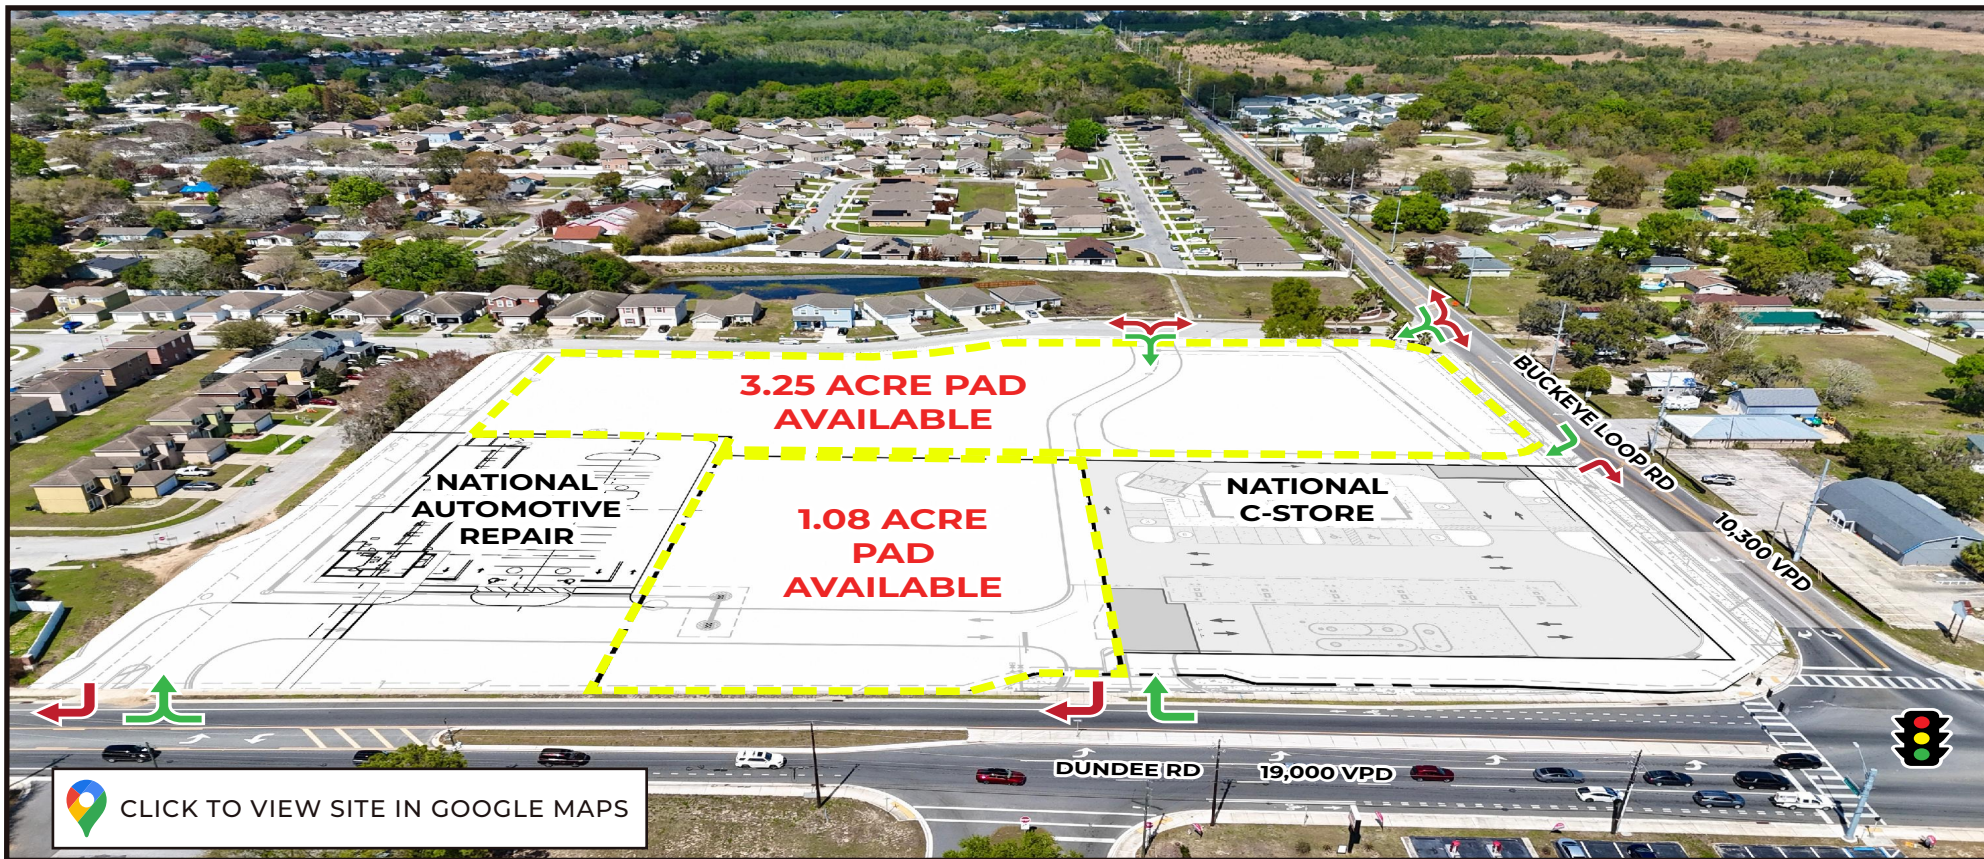 3.25 ACRE PAD
AVAILABLE
NATIONAL
AUTOMOTIVE
REPAIR
1.08 ACRE
PAD
AVAILABLE
NATIONAL
C-STORE
BUCKEYE LOOP RD
10,300 VPD
DUNDEE RD
19,000 VPD
CLICK TO VIEW SITE IN GOOGLE MAPS